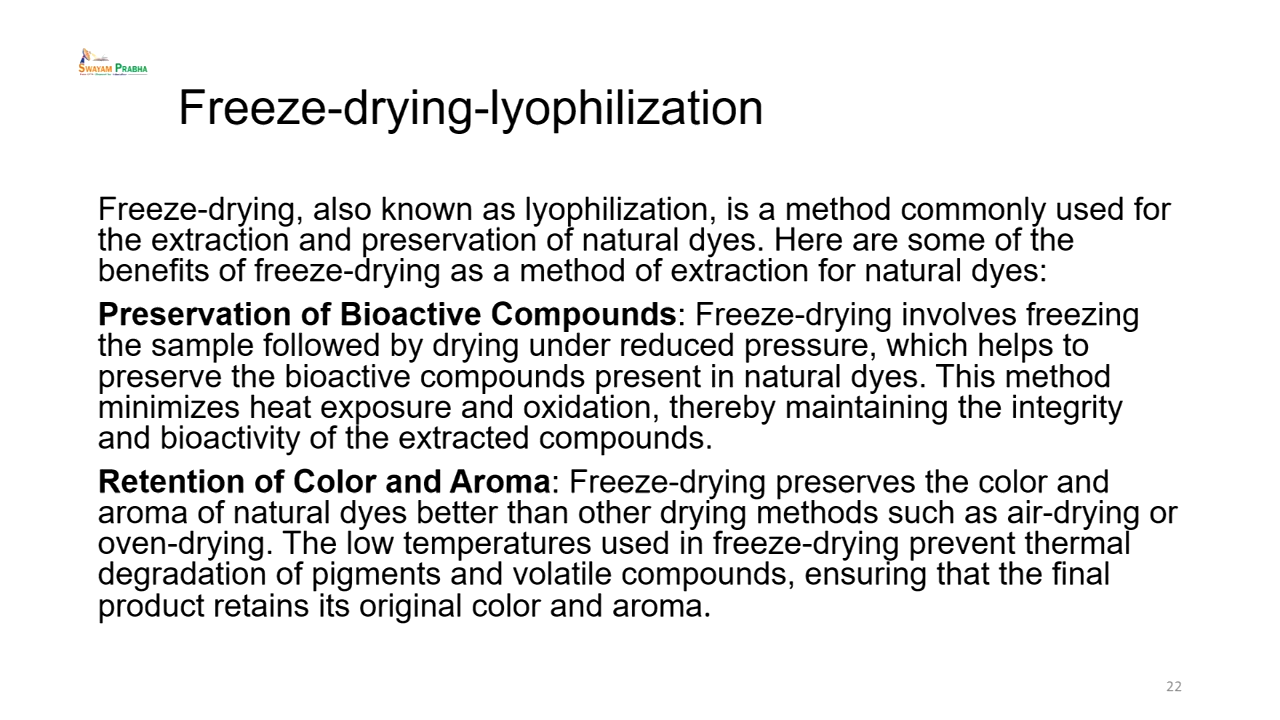 SWAYAM PRABHA
Freeze-drying-lyophilization
Freeze-drying, also known as lyophilization, is a method commonly used for
the extraction and preservation of natural dyes. Here are some of the
benefits of freeze-drying as a method of extraction for natural dyes:
Preservation of Bioactive Compounds: Freeze-drying involves freezing
the sample followed by drying under reduced pressure, which helps to
preserve the bioactive compounds present in natural dyes. This method
minimizes heat exposure and oxidation, thereby maintaining the integrity
and bioactivity of the extracted compounds.
Retention of Color and Aroma: Freeze-drying preserves the color and
aroma of natural dyes better than other drying methods such as air-drying or
oven-drying. The low temperatures used in freeze-drying prevent thermal
degradation of pigments and volatile compounds, ensuring that the final
product retains its original color and aroma.
22